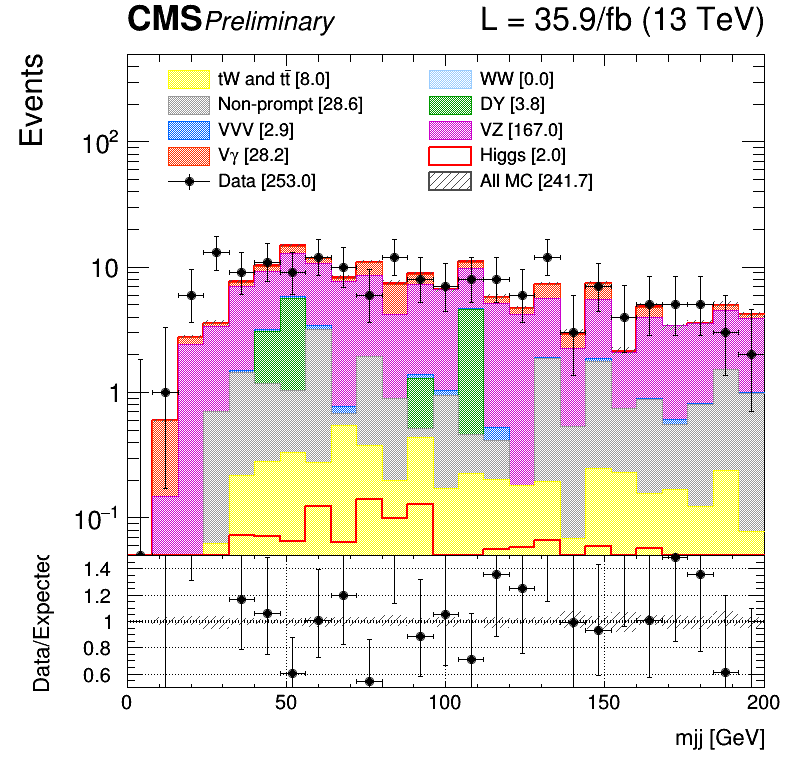 CMS Preliminary L = 35.9/fb (13 TeV)
Events
tW and tt̄ [8.0] WW [0.0]
Non-prompt [28.6] DY [3.8]
VVV [2.9] VZ [167.0]
Vγ [28.2] Higgs [2.0]
Data [253.0] All MC [241.7]
10²
10
1
10⁻¹
Data/Expected
1.4
1.2
1
0.8
0.6
0 50 100 150 200
mjj [GeV]